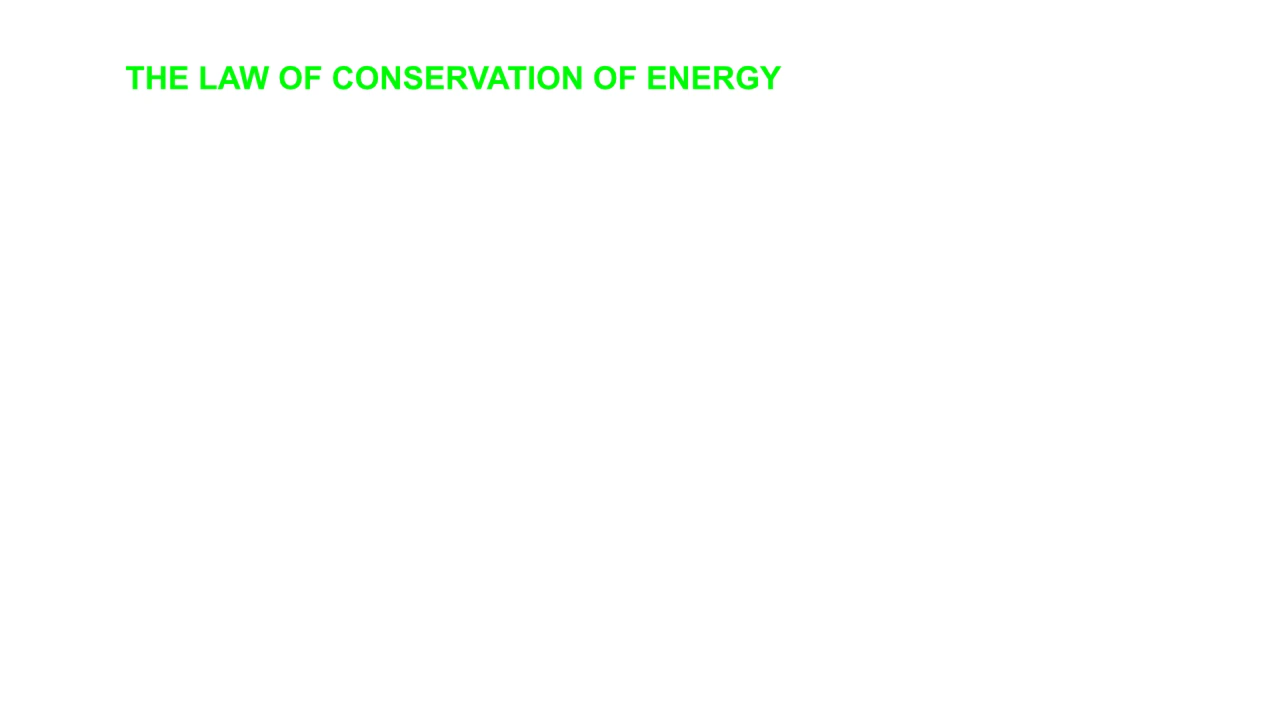 THE LAW OF CONSERVATION OF ENERGY